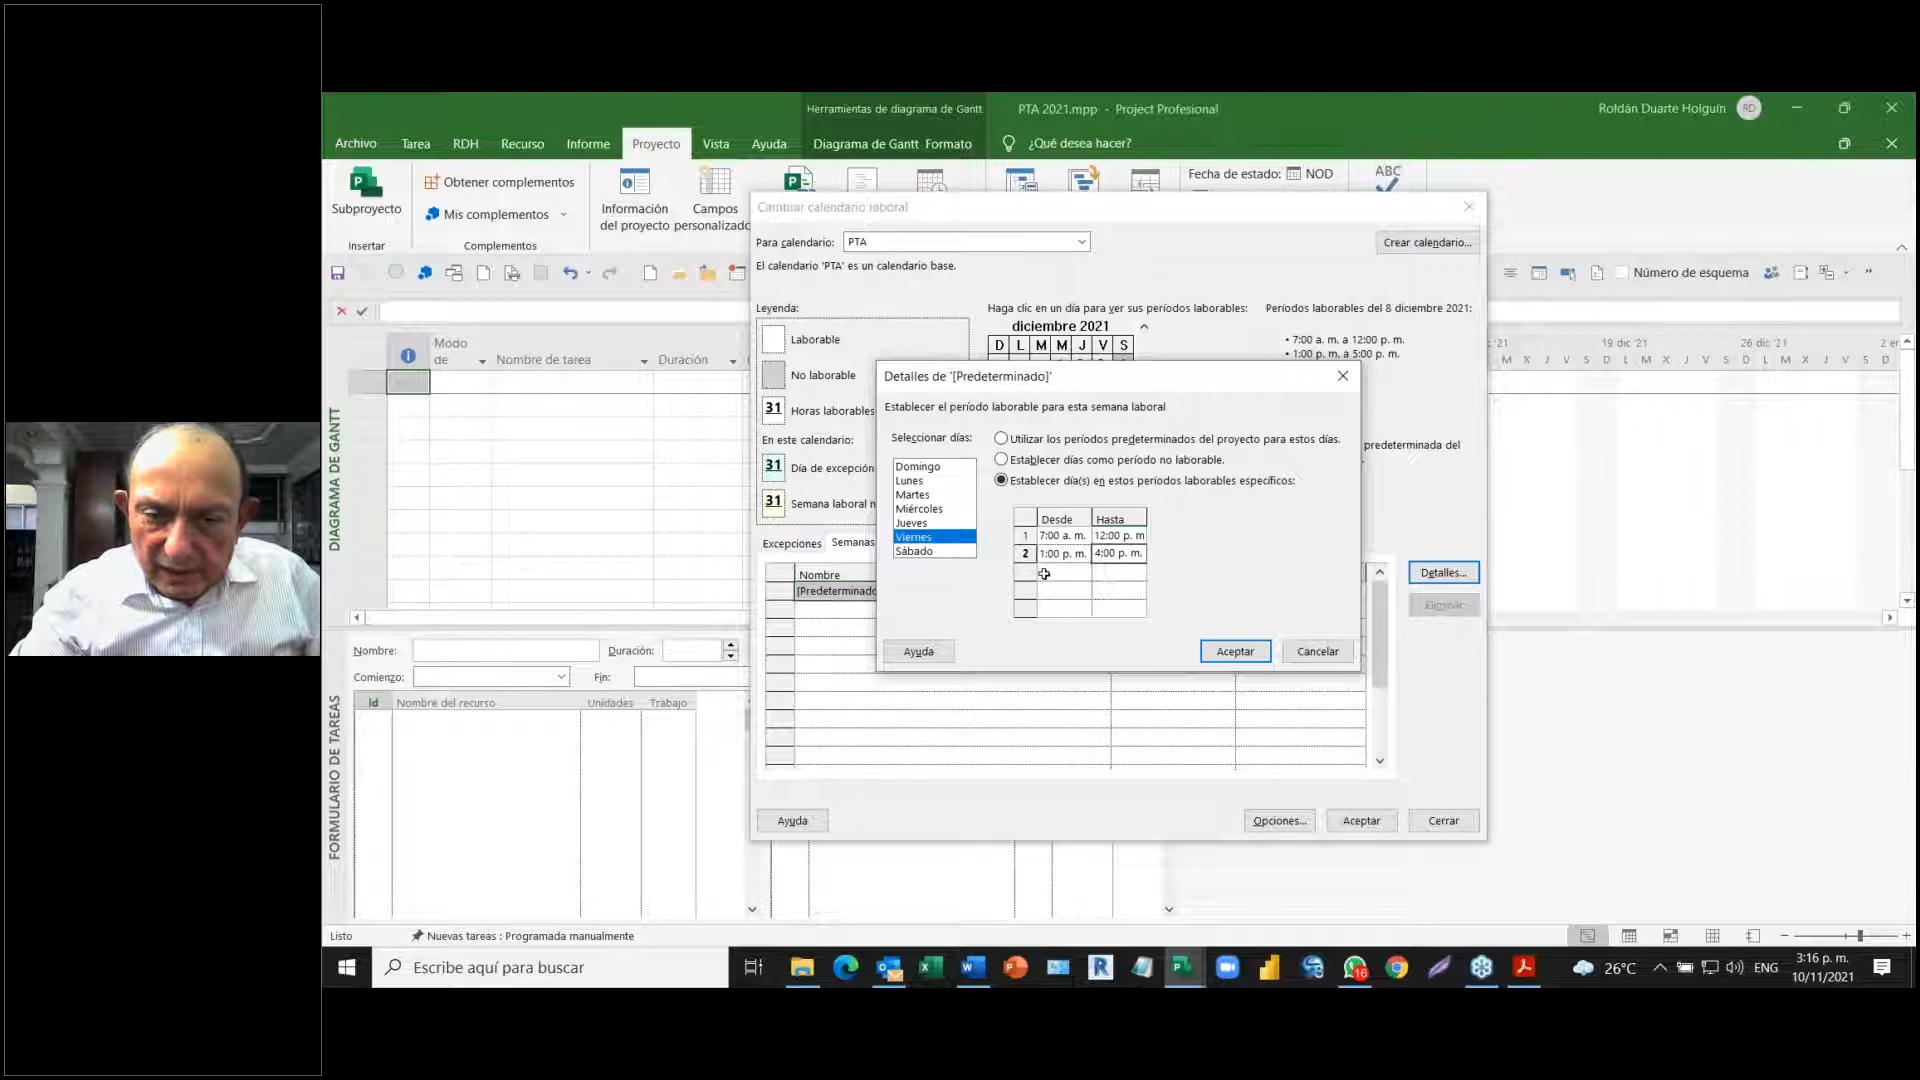 Herramientas de diagrama de Gantt
PTA 2021.mpp - Project Profesional
Roldán Duarte Holguín
RD
Archivo
Tarea
RDH
Recurso
Informe
Proyecto
Vista
Ayuda
Diagrama de Gantt Formato
¿Qué desea hacer?
Subproyecto
Insertar
Obtener complementos
Mis complementos
Complementos
Información
del proyecto
Campos
personalizado
Fecha de estado:
NOD
ABC
Número de esquema
Cambiar calendario laboral
Para calendario:
PTA
Crear calendario...
El calendario 'PTA' es un calendario base.
Leyenda:
Laborable
No laborable
31
Horas laborables
En este calendario:
31
Día de excepción
31
Semana laboral n
Haga clic en un día para ver sus períodos laborables:
diciembre 2021
D L M M J V S
Períodos laborables del 8 diciembre 2021:
• 7:00 a. m. a 12:00 p. m.
• 1:00 p. m. a 5:00 p. m.
predeterminada del
Excepciones
Semanas
Nombre
[Predeterminado
Detalles...
Eliminar
Detalles de '[Predeterminado]'
Establecer el período laborable para esta semana laboral
Seleccionar días:
Domingo
Lunes
Martes
Miércoles
Jueves
Viernes
Sábado
Utilizar los períodos predeterminados del proyecto para estos días.
Establecer días como período no laborable.
Establecer día(s) en estos períodos laborables específicos:
Desde Hasta
1 7:00 a. m. 12:00 p. m
2 1:00 p. m. 4:00 p. m.
Ayuda
Aceptar
Cancelar
Ayuda
Opciones...
Aceptar
Cerrar
Modo
de
Nombre de tarea
Duración
'21
19 dic '21
26 dic '21
2 er
M X J V S D L M X J V S D L M X J V S D
DIAGRAMA DE GANTT
Nombre:
Duración:
Comienzo:
Fin:
Id
Nombre del recurso
Unidades
Trabajo
FORMULARIO DE TAREAS
Listo
Nuevas tareas : Programada manualmente
Escribe aquí para buscar
16
26°C
ENG
3:16 p. m.
10/11/2021